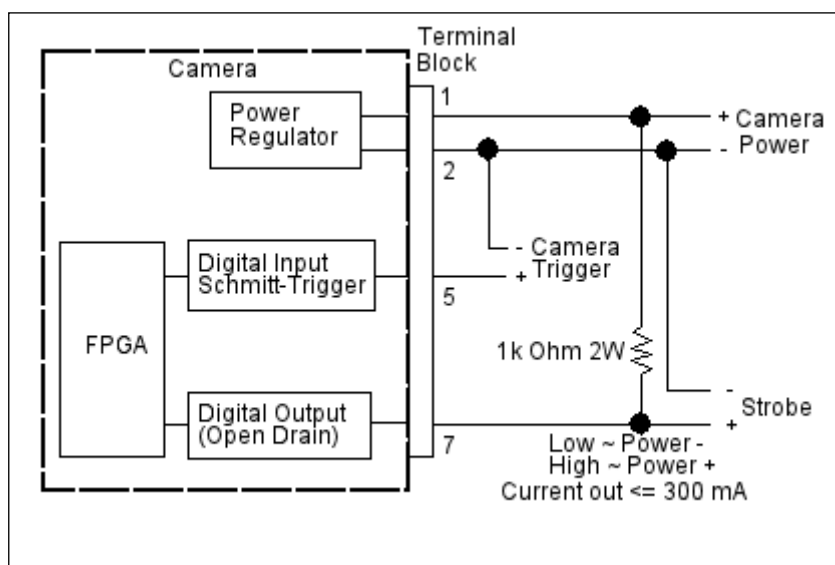 Terminal
Block
Camera
Power
Regulator
1
2
+ Camera
- Power
- Camera
+ Trigger
Digital Input
Schmitt-Trigger
5
FPGA
1k Ohm 2W
Digital Output
(Open Drain)
7
- Strobe
+
Low ~ Power -
High ~ Power +
Current out <= 300 mA